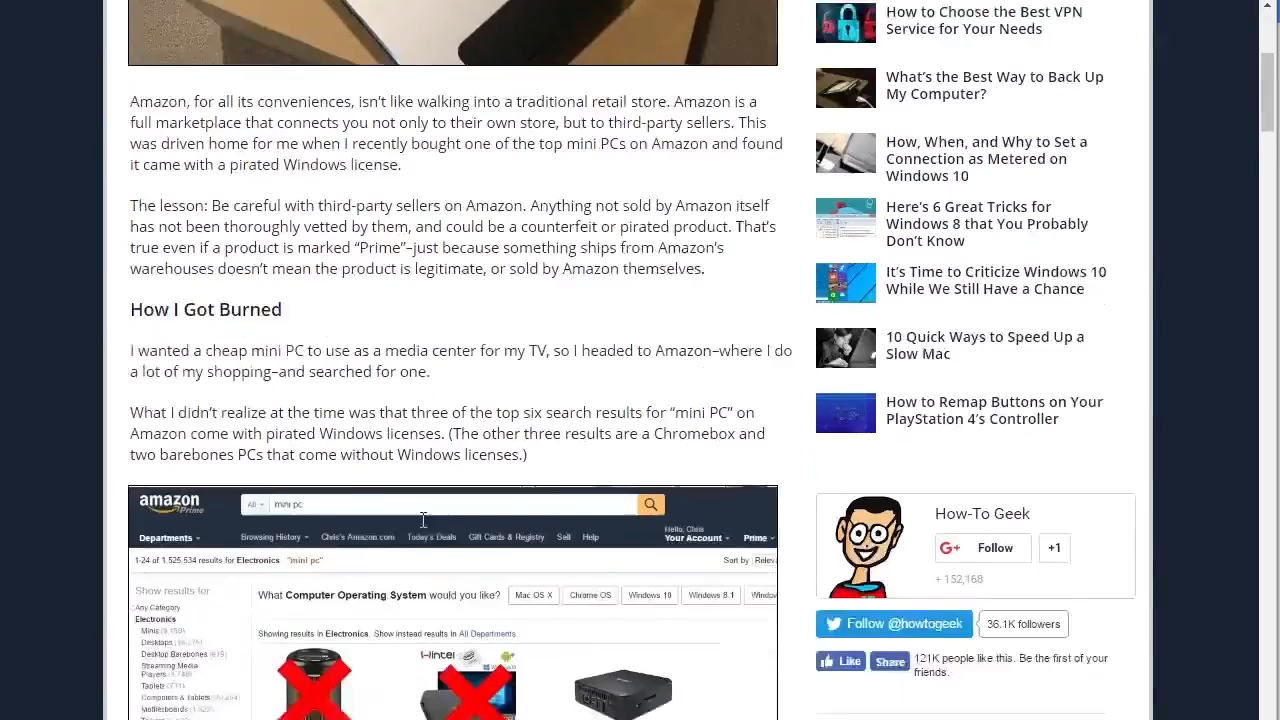 Amazon, for all its conveniences, isn't like walking into a traditional retail store. Amazon is a
full marketplace that connects you not only to their own store, but to third-party sellers. This
was driven home for me when I recently bought one of the top mini PCs on Amazon and found
it came with a pirated Windows license.
The lesson: Be careful with third-party sellers on Amazon. Anything not sold by Amazon itself
been thoroughly vetted by them, and could be a counterfeit or pirated product. That's
true even if a product is marked “Prime”–just because something ships from Amazon's
warehouses doesn't mean the product is legitimate, or sold by Amazon themselves.
How I Got Burned
I wanted a cheap mini PC to use as a media center for my TV, so I headed to Amazon–where I do
a lot of my shopping–and searched for one.
What I didn't realize at the time was that three of the top six search results for “mini PC” on
Amazon come with pirated Windows licenses. (The other three results are a Chromebox and
two barebones PCs that come without Windows licenses.)
amazon
Prime
All
mini pc
Departments
Browsing History
Chris's Amazon.com
Today's Deals
Gift Cards & Registry
Sell
Help
Hello, Chris
Your Account
Prime
1-24 of 1,525,534 results for Electronics "mini pc"
Sort by
Show results for
Any Category
Electronics
Minis
Desktops
Desktop Barebones
Streaming Media
Players
Tablets
Computers & Tablets
Motherboards
What Computer Operating System would you like?
Mac OS X
Chrome OS
Windows 10
Windows 8.1
Showing results in Electronics. Show instead results in All Departments.
Wintel
How to Choose the Best VPN
Service for Your Needs
What's the Best Way to Back Up
My Computer?
How, When, and Why to Set a
Connection as Metered on
Windows 10
Here's 6 Great Tricks for
Windows 8 that You Probably
Don't Know
It's Time to Criticize Windows 10
While We Still Have a Chance
10 Quick Ways to Speed Up a
Slow Mac
How to Remap Buttons on Your
PlayStation 4's Controller
How-To Geek
G+ Follow
+1
+ 152,168
Follow @howtogeek
36.1K followers
Like
Share
121K people like this. Be the first of your
friends.